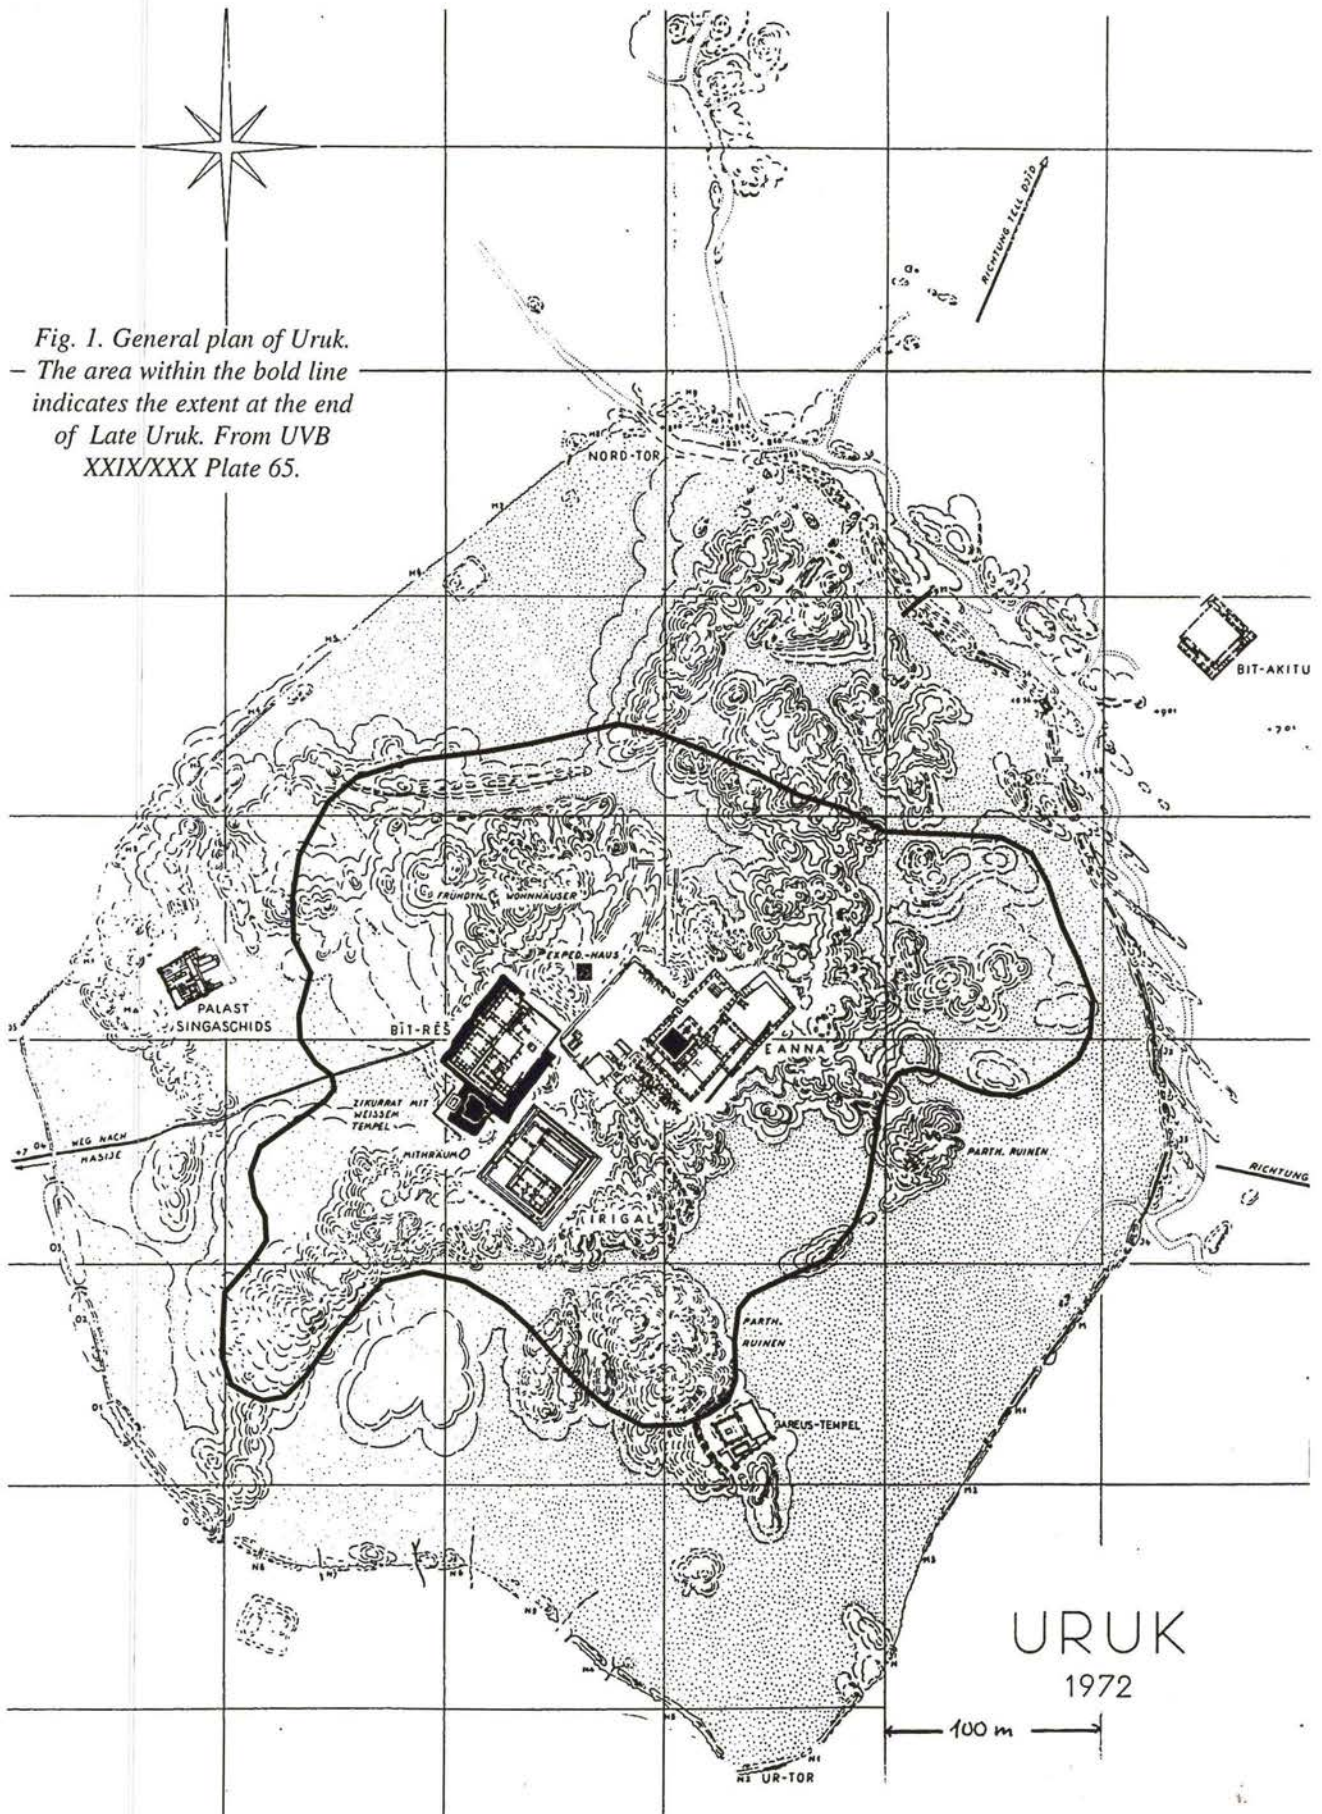 Fig. 1. General plan of Uruk.
The area within the bold line
indicates the extent at the end
of Late Uruk. From UVB
XXIX/XXX Plate 65.
RICHTUNG TELL DJID
NORD-TOR
BIT-AKITU
FRÜHDYN. WOHNHÄUSER
EXPED.-HAUS
PALAST
SINGASCHIDS
BIT-RĒŠ
EANNA
ZIKURRAT MIT
WEISSEM
TEMPEL
WEG NACH
HASIJE
MITHRÄUM
PARTH. RUINEN
RICHTUNG
IRIGAL
PARTH.
RUINEN
GAREUS-TEMPEL
URUK
1972
100 m
UR-TOR